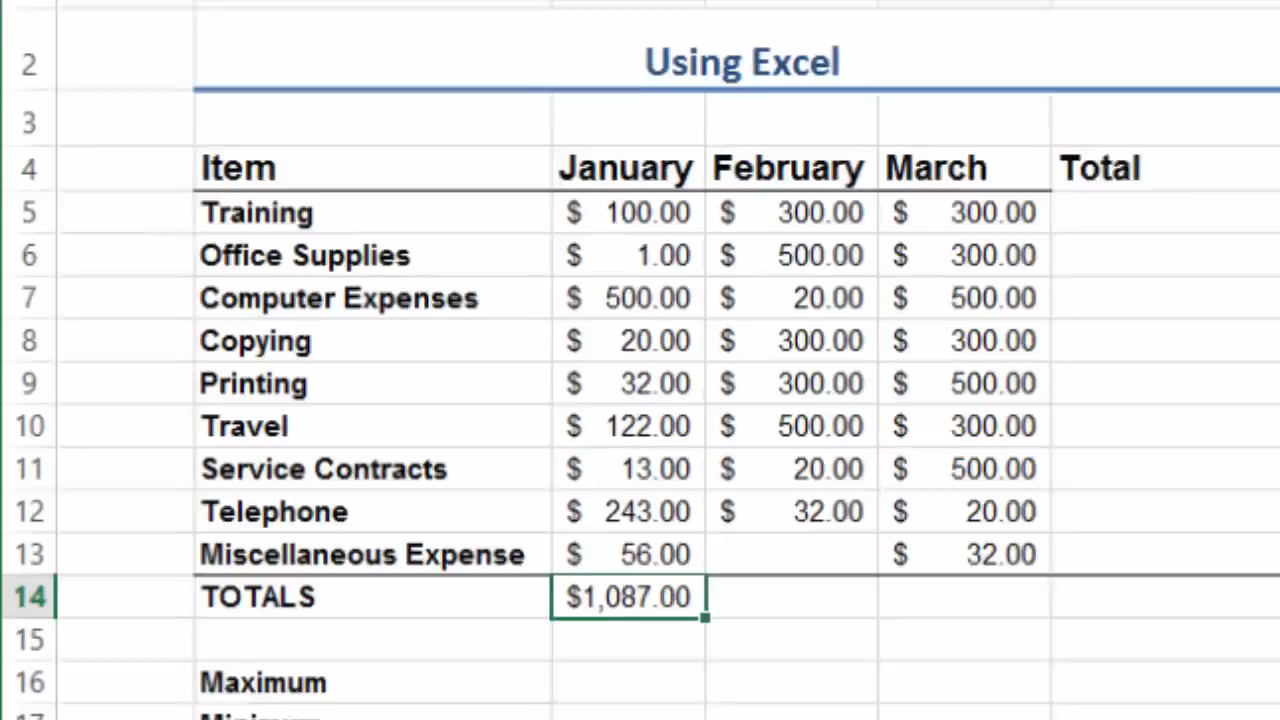 2 Using Excel
3
4 Item January February March Total
5 Training $ 100.00 $ 300.00 $ 300.00
6 Office Supplies $ 1.00 $ 500.00 $ 300.00
7 Computer Expenses $ 500.00 $ 20.00 $ 500.00
8 Copying $ 20.00 $ 300.00 $ 300.00
9 Printing $ 32.00 $ 300.00 $ 500.00
10 Travel $ 122.00 $ 500.00 $ 300.00
11 Service Contracts $ 13.00 $ 20.00 $ 500.00
12 Telephone $ 243.00 $ 32.00 $ 20.00
13 Miscellaneous Expense $ 56.00 $ 32.00
14 TOTALS $1,087.00
15
16 Maximum